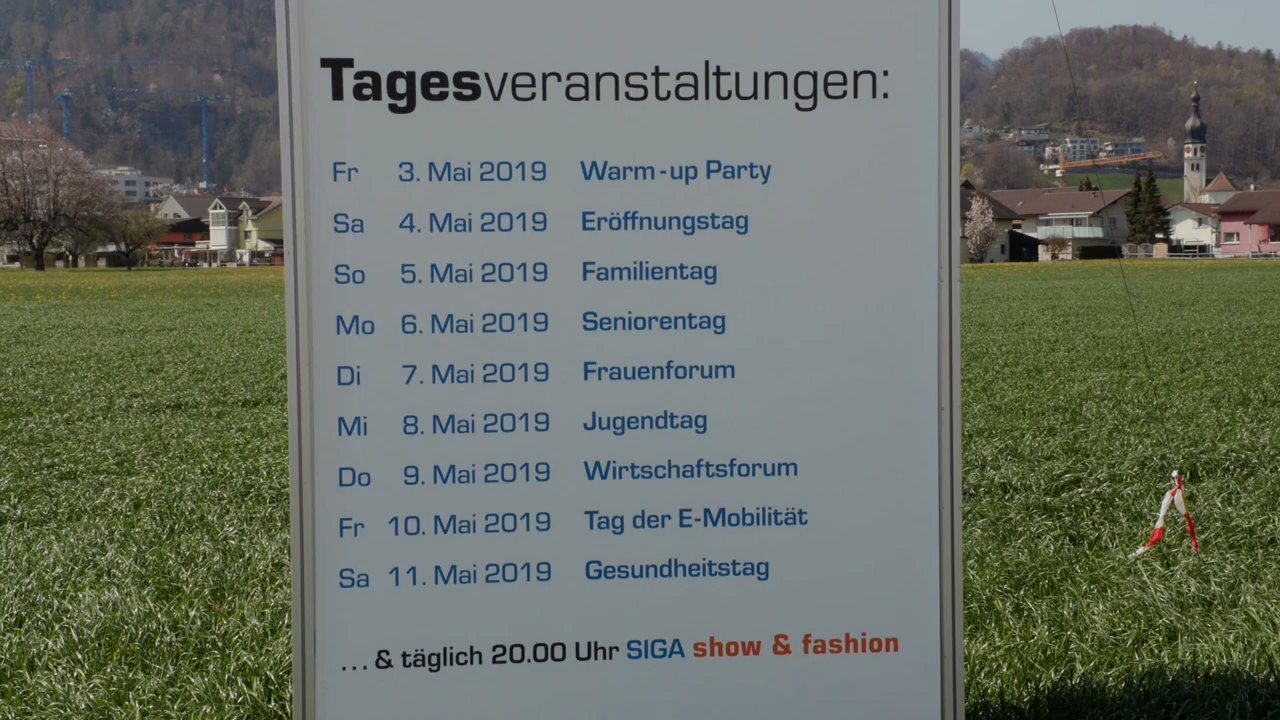 Tagesveranstaltungen:
Fr 3. Mai 2019 Warm-up Party
Sa 4. Mai 2019 Eröffnungstag
So 5. Mai 2019 Familientag
Mo 6. Mai 2019 Seniorentag
Di 7. Mai 2019 Frauenforum
Mi 8. Mai 2019 Jugendtag
Do 9. Mai 2019 Wirtschaftsforum
Fr 10. Mai 2019 Tag der E-Mobilität
Sa 11. Mai 2019 Gesundheitstag
...& täglich 20.00 Uhr SIGA show & fashion